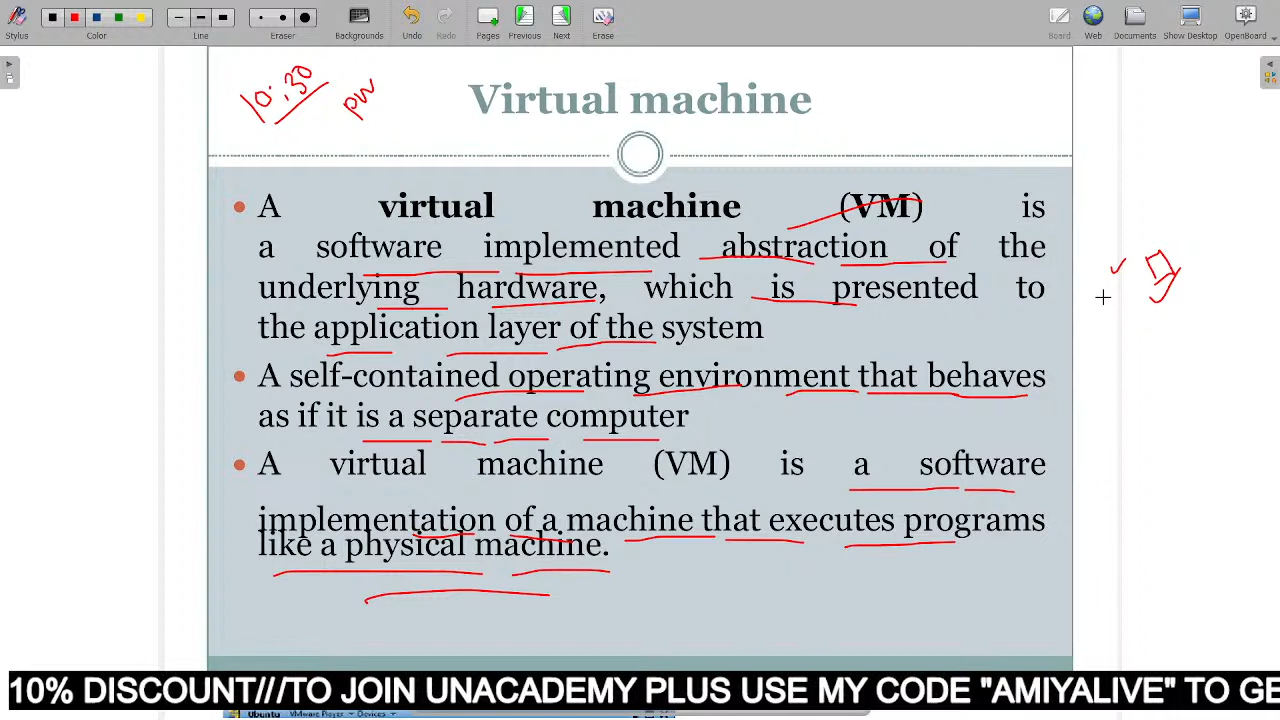 Stylus
Color
Line
Eraser
Backgrounds
Undo
Redo
Pages
Previous
Next
Erase
Board
Web
Documents
Show Desktop
OpenBoard
10:30 pm
Virtual machine
A virtual machine (VM) is
a software implemented abstraction of the
underlying hardware, which is presented to
the application layer of the system
A self-contained operating environment that behaves
as if it is a separate computer
A virtual machine (VM) is a software
implementation of a machine that executes programs
like a physical machine.
10% DISCOUNT///TO JOIN UNACADEMY PLUS USE MY CODE "AMIYALIVE" TO GE
Ubuntu VMware Player Devices